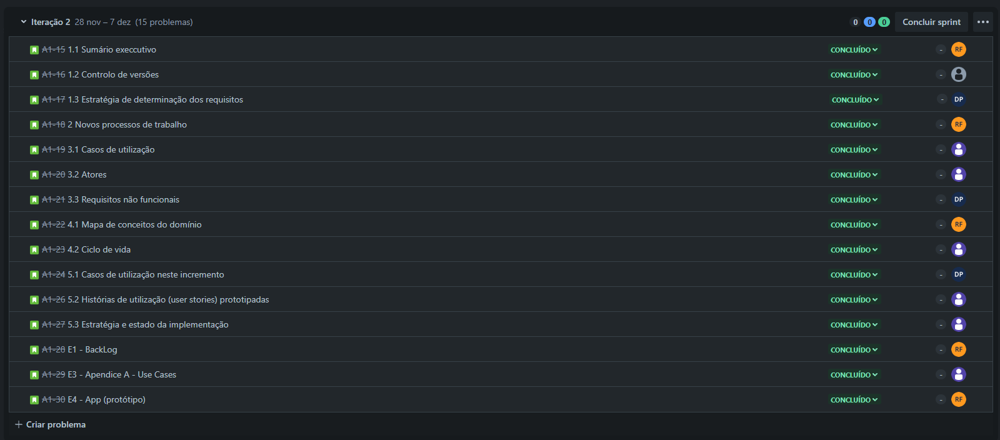 Iteração 2 28 nov – 7 dez (15 problemas) 0 0 0 Concluir sprint
A1-15 1.1 Sumário execcutivo CONCLUÍDO - RF
A1-16 1.2 Controlo de versões CONCLUÍDO -
A1-17 1.3 Estratégia de determinação dos requisitos CONCLUÍDO - DP
A1-18 2 Novos processos de trabalho CONCLUÍDO - RF
A1-19 3.1 Casos de utilização CONCLUÍDO -
A1-20 3.2 Atores CONCLUÍDO -
A1-21 3.3 Requisitos não funcionais CONCLUÍDO - DP
A1-22 4.1 Mapa de conceitos do domínio CONCLUÍDO - RF
A1-23 4.2 Ciclo de vida CONCLUÍDO -
A1-24 5.1 Casos de utilização neste incremento CONCLUÍDO - DP
A1-26 5.2 Histórias de utilização (user stories) prototipadas CONCLUÍDO -
A1-27 5.3 Estratégia e estado da implementação CONCLUÍDO -
A1-28 E1 - BackLog CONCLUÍDO - RF
A1-29 E3 - Apendice A - Use Cases CONCLUÍDO -
A1-30 E4 - App (protótipo) CONCLUÍDO - RF
+ Criar problema